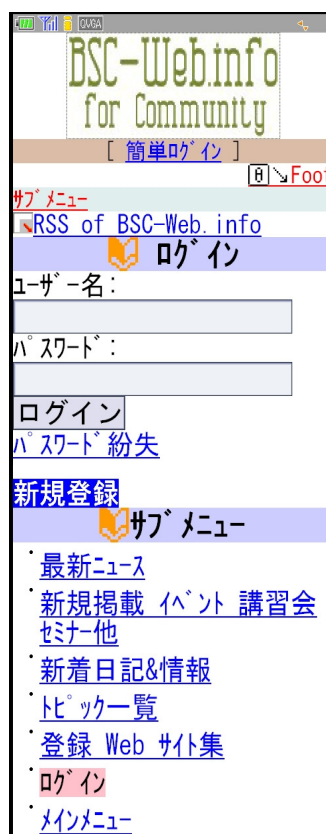 QVGA
BSC-Web.info
for Community
[ 簡単ﾛｸﾞｲﾝ ]
0 ↘Foot
ｻﾌﾞﾒﾆｭｰ
RSS of BSC-Web.info
ﾛｸﾞｲﾝ
ﾕｰｻﾞｰ名:
ﾊﾟｽﾜｰﾄﾞ:
ログイン
ﾊﾟｽﾜｰﾄﾞ紛失
新規登録
ｻﾌﾞﾒﾆｭｰ
最新ﾆｭｰｽ
新規掲載 ｲﾍﾞﾝﾄ 講習会
ｾﾐﾅｰ他
新着日記&情報
ﾄﾋﾟｯｸ一覧
登録 Web ｻｲﾄ集
ﾛｸﾞｲﾝ
ﾒｲﾝﾒﾆｭｰ